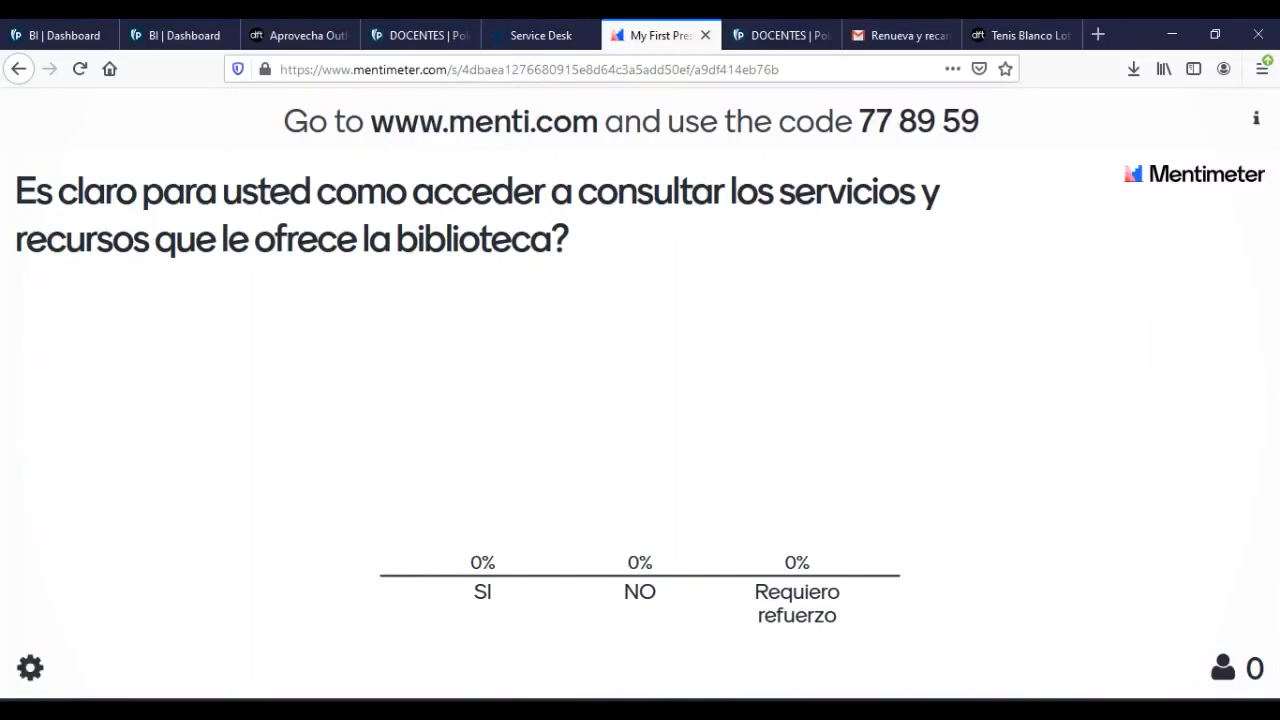 BI | Dashboard
BI | Dashboard
Aprovecha Outl
DOCENTES | Pol
Service Desk
My First Pres
DOCENTES | Pol
Renueva y recar
Tenis Blanco Lot
https://www.mentimeter.com/s/4dbaea1276680915e8d64c3a5add50ef/a9df414eb76b
Go to www.menti.com and use the code 77 89 59
Mentimeter
Es claro para usted como acceder a consultar los servicios y
recursos que le ofrece la biblioteca?
0%
0%
0%
SI
NO
Requiero
refuerzo
0